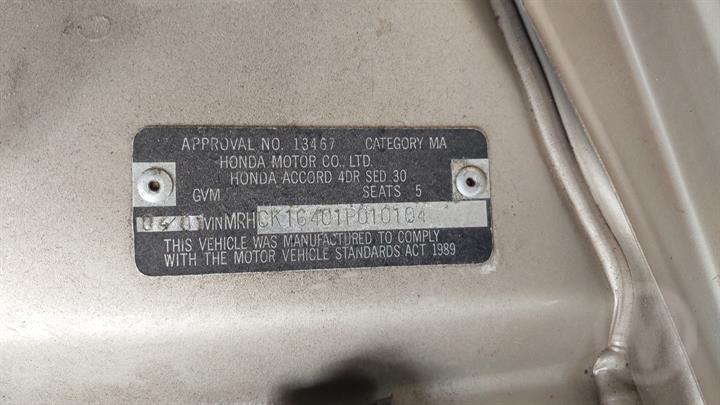 APPROVAL NO. 13467 CATEGORY MA
HONDA MOTOR CO., LTD.
HONDA ACCORD 4DR SED.30
GVM SEATS 5
VIN MRHCK16401P010104
THIS VEHICLE WAS MANUFACTURED TO COMPLY
WITH THE MOTOR VEHICLE STANDARDS ACT 1989